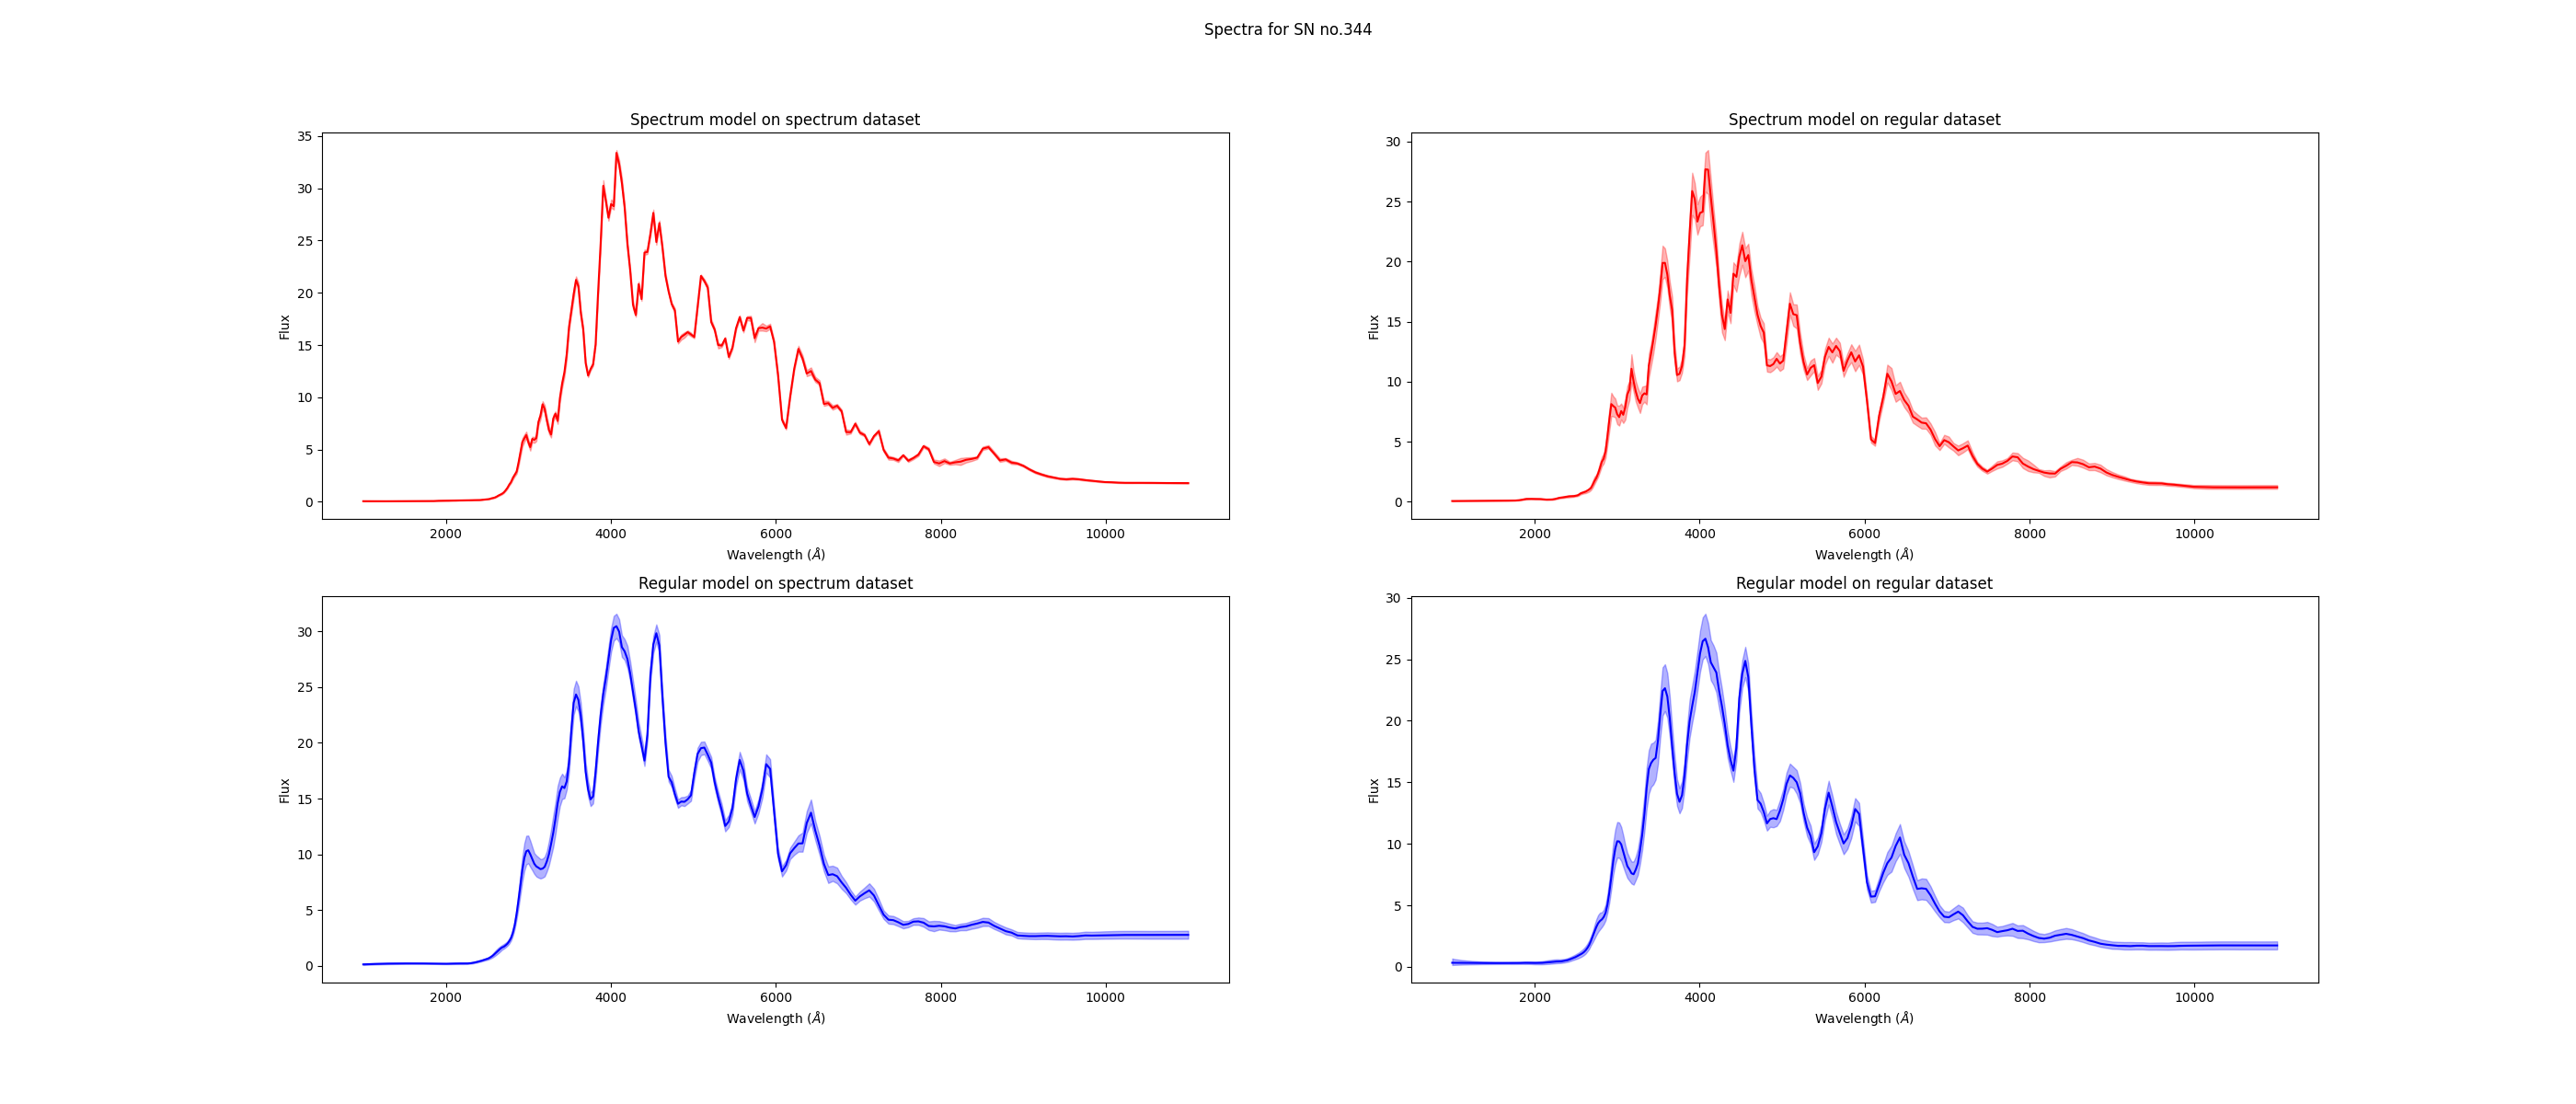 Spectra for SN no.344
Spectrum model on spectrum dataset
35
30
25
20
15
10
5
0
Flux
2000 4000 6000 8000 10000
Wavelength (Å)
Spectrum model on regular dataset
30
25
20
15
10
5
0
Flux
2000 4000 6000 8000 10000
Wavelength (Å)
Regular model on spectrum dataset
30
25
20
15
10
5
0
Flux
2000 4000 6000 8000 10000
Wavelength (Å)
Regular model on regular dataset
30
25
20
15
10
5
0
Flux
2000 4000 6000 8000 10000
Wavelength (Å)